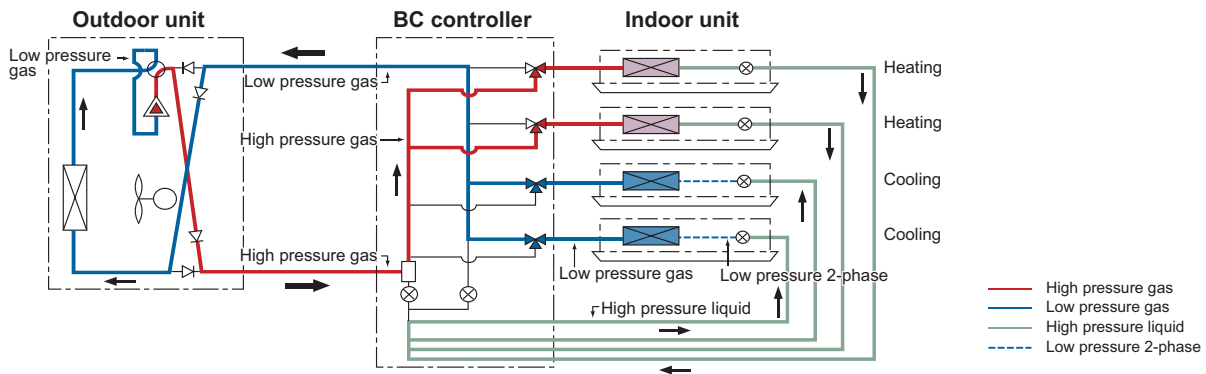 Outdoor unit
BC controller
Indoor unit
Low pressure
gas
Low pressure gas
Heating
High pressure gas
Heating
Cooling
Cooling
High pressure gas
Low pressure gas
Low pressure 2-phase
High pressure liquid
High pressure gas
Low pressure gas
High pressure liquid
Low pressure 2-phase